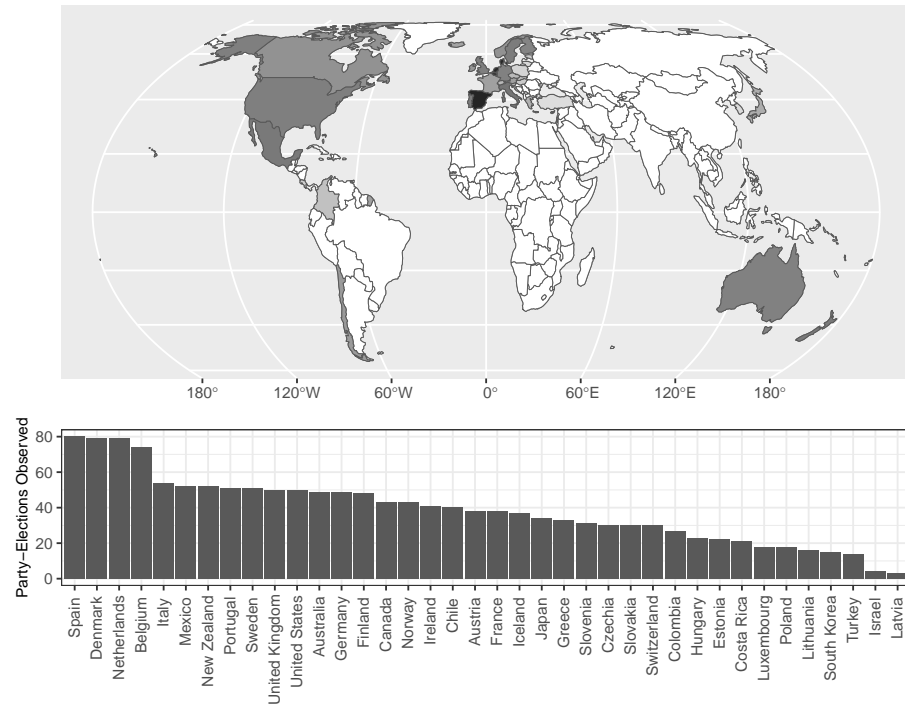 180° 120°W 60°W 0° 60°E 120°E 180°
Party−Elections Observed
80
60
40
20
0
Spain
Denmark
Netherlands
Belgium
Italy
Mexico
New Zealand
Portugal
Sweden
United Kingdom
United States
Australia
Germany
Finland
Canada
Norway
Ireland
Chile
Austria
France
Iceland
Japan
Greece
Slovenia
Czechia
Slovakia
Switzerland
Colombia
Hungary
Estonia
Costa Rica
Luxembourg
Poland
Lithuania
South Korea
Turkey
Israel
Latvia